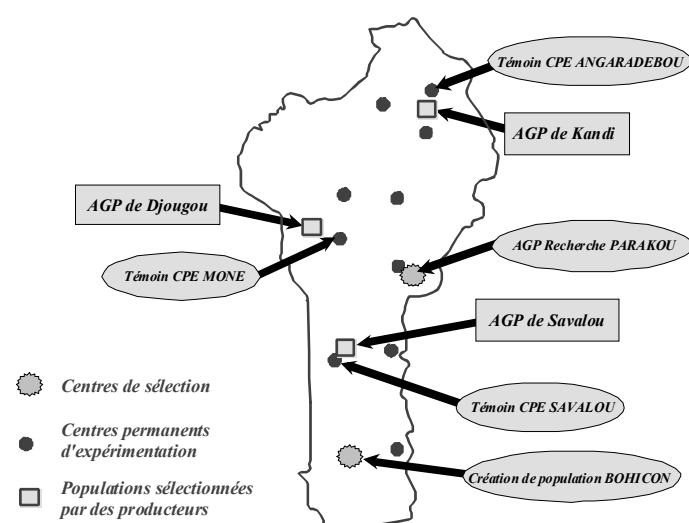 Témoin CPE ANGARADEBOU
AGP de Kandi
AGP de Djougou
AGP Recherche PARAKOU
Témoin CPE MONE
AGP de Savalou
Centres de sélection
Témoin CPE SAVALOU
Centres permanents
d'expérimentation
Création de population BOHICON
Populations sélectionnées
par des producteurs